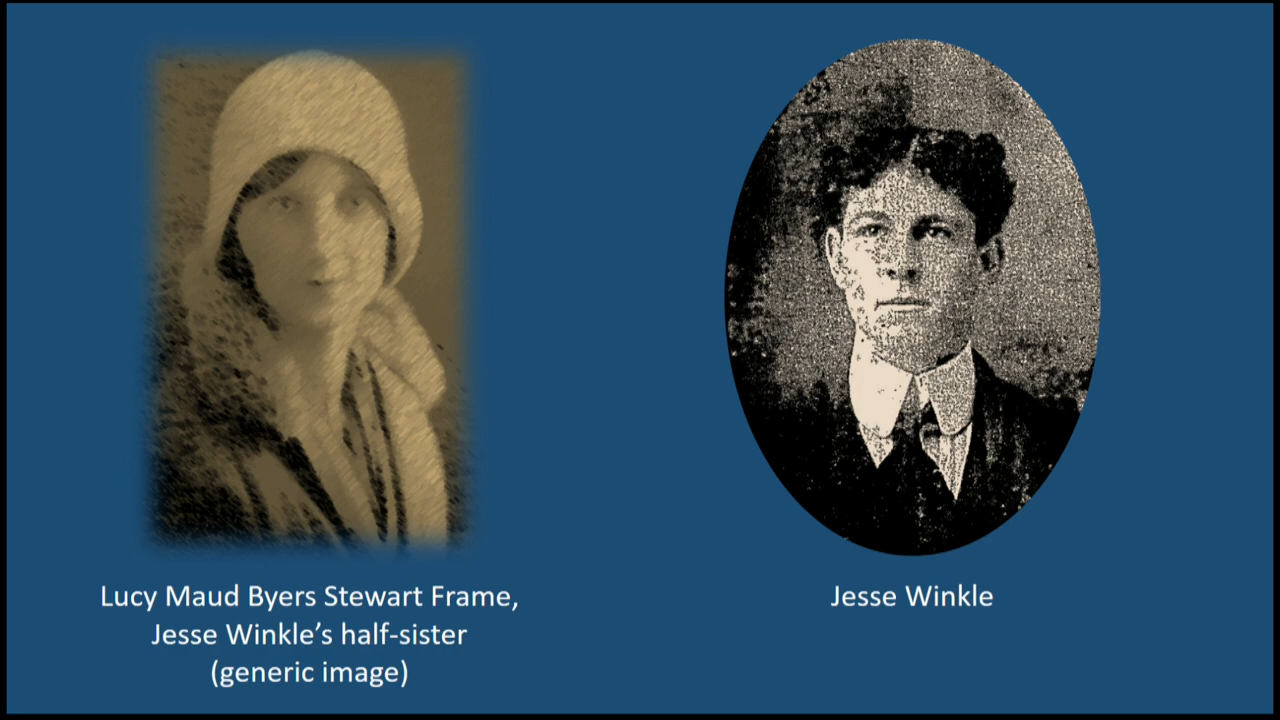 Lucy Maud Byers Stewart Frame,
Jesse Winkle’s half-sister
(generic image)
Jesse Winkle